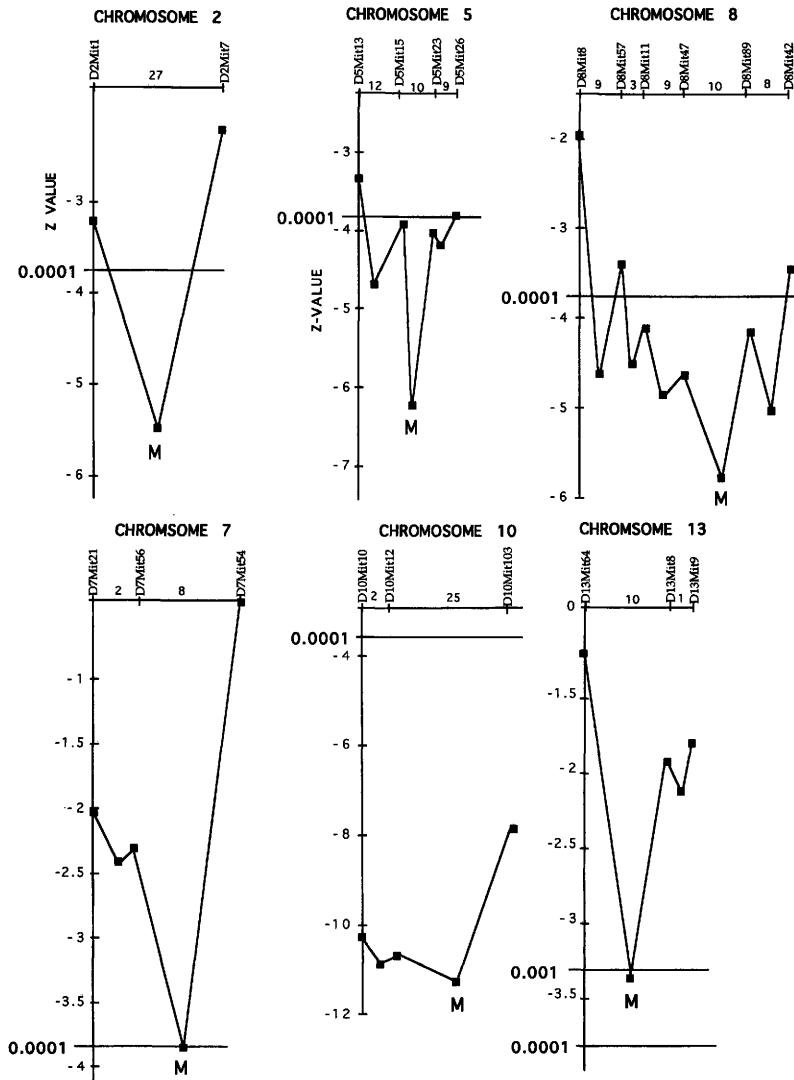 CHROMOSOME 2
D2Mit1
27
D2Mit7
Z VALUE
-3
0.0001
-4
-5
M
-6
CHROMOSOME 5
D5Mit13
12
D5Mit15
10
D5Mit23
9
D5Mit26
-3
0.0001
-4
Z-VALUE
-5
-6
M
-7
CHROMOSOME 8
D8Mit8
9
D8Mit57
3
D8Mit11
9
D8Mit47
10
D8Mit89
8
D8Mit42
-2
-3
0.0001
-4
-5
-6
M
CHROMSOME 7
D7Mit21
2
D7Mit56
8
D7Mit54
-1
-1.5
-2
-2.5
-3
-3.5
0.0001
-4
M
CHROMOSOME 10
D10Mit10
2
D10Mit12
25
D10Mit103
0.0001
-4
-6
-8
-10
M
-12
CHROMSOME 13
D13Mit64
10
D13Mit8
1
D13Mit9
0
-1.5
-2
-2.5
-3
0.001
-3.5
M
0.0001